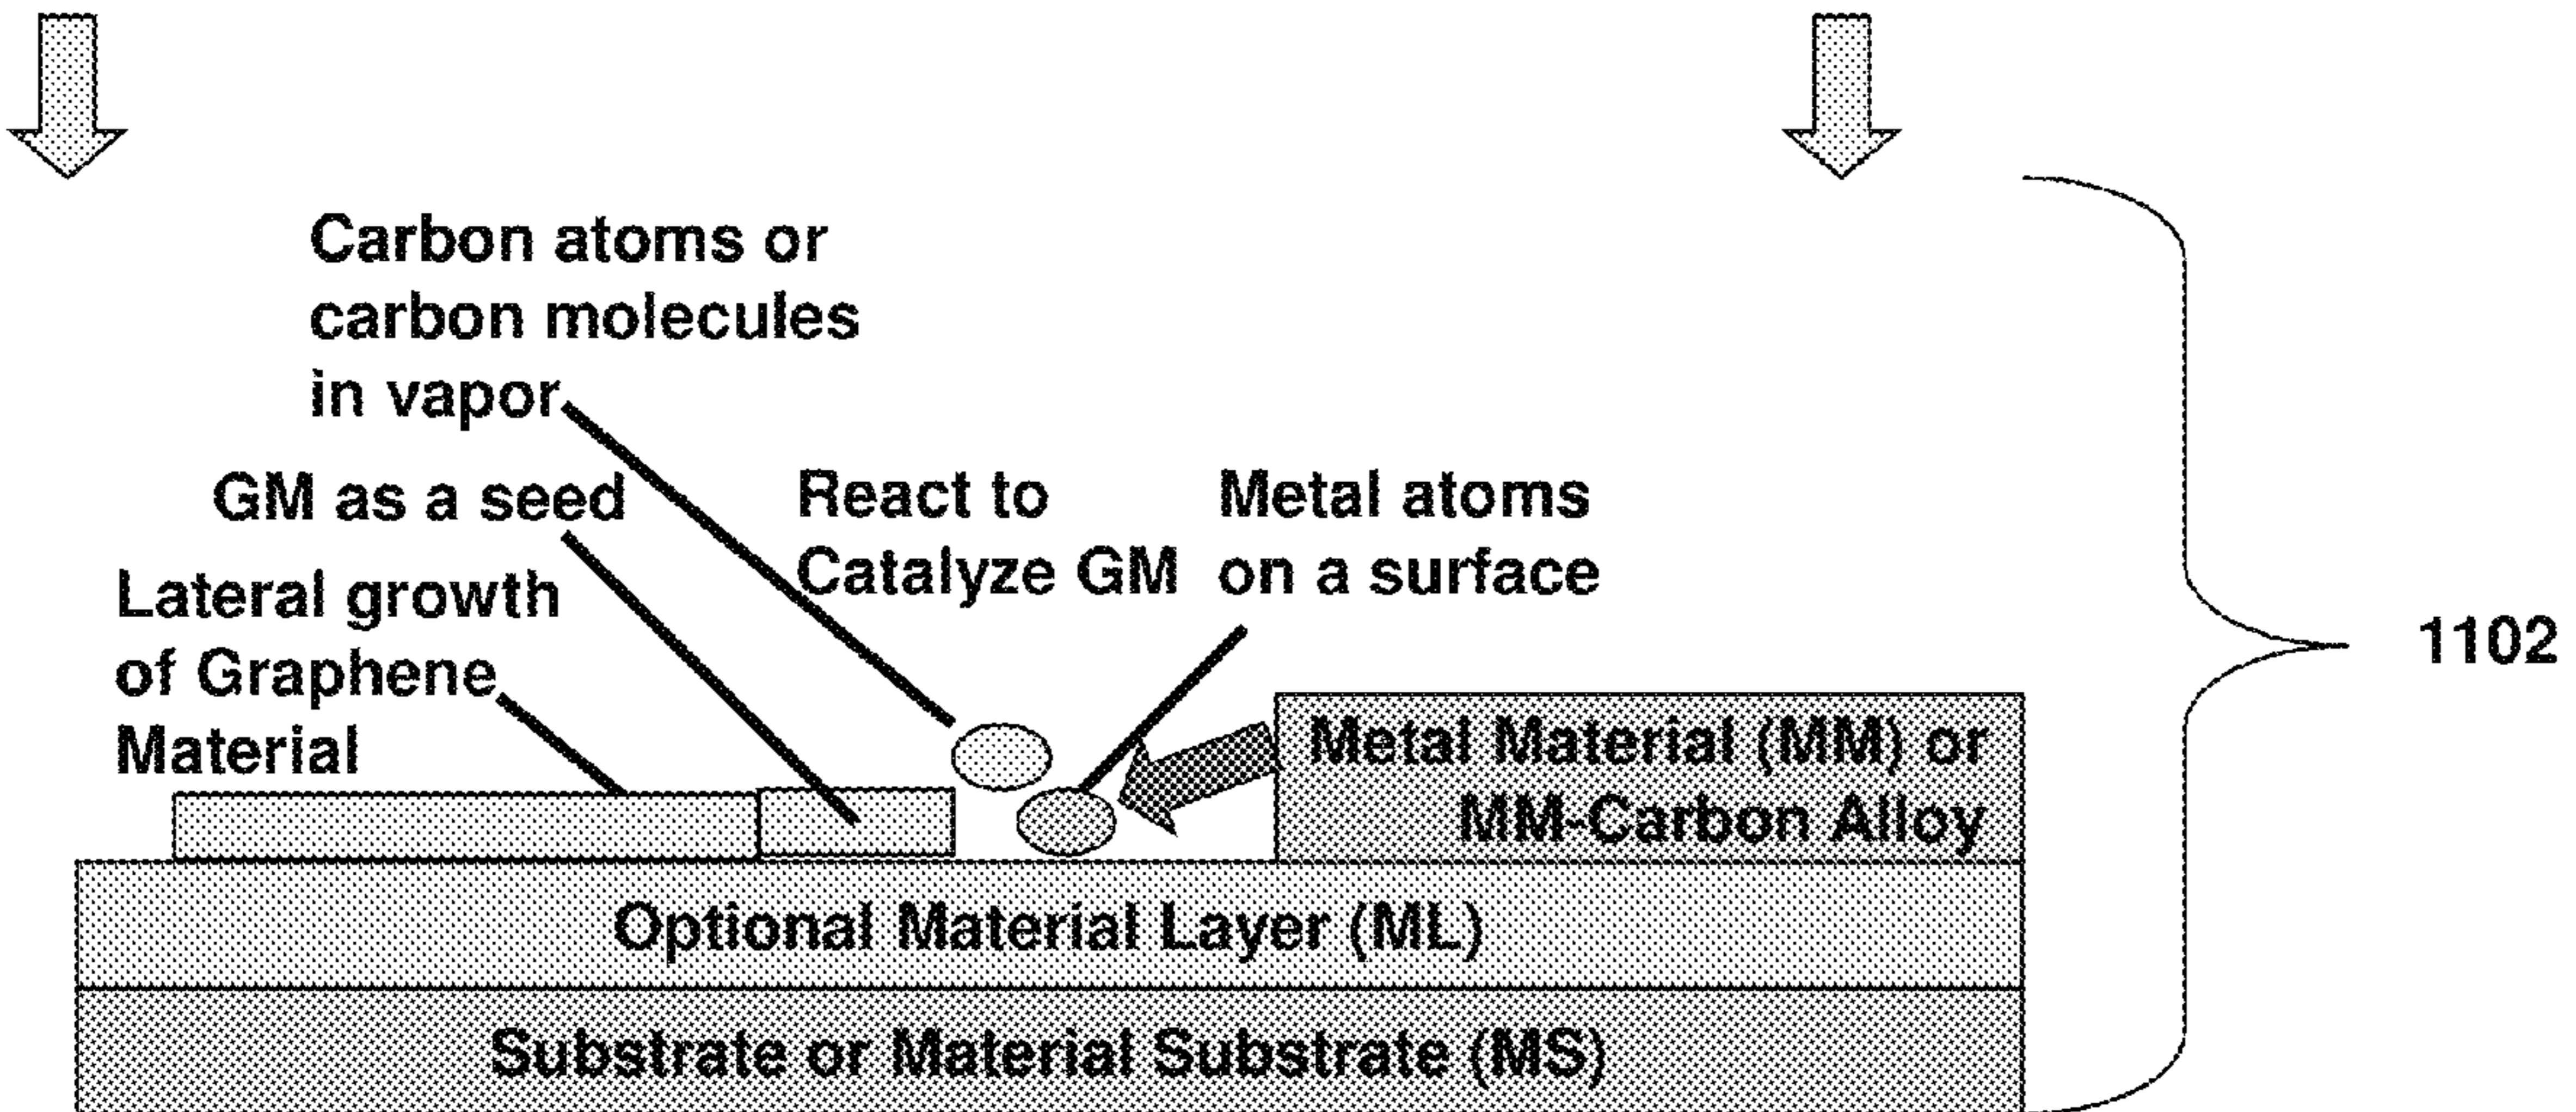 Carbon atoms or
carbon molecules
in vapor
GM as a seed
Lateral growth
of Graphene
Material
React to
Catalyze GM
Metal atoms
on a surface
1102
Metal Material (MM) or
MM-Carbon Alloy
Optional Material Layer (ML)
Substrate or Material Substrate (MS)